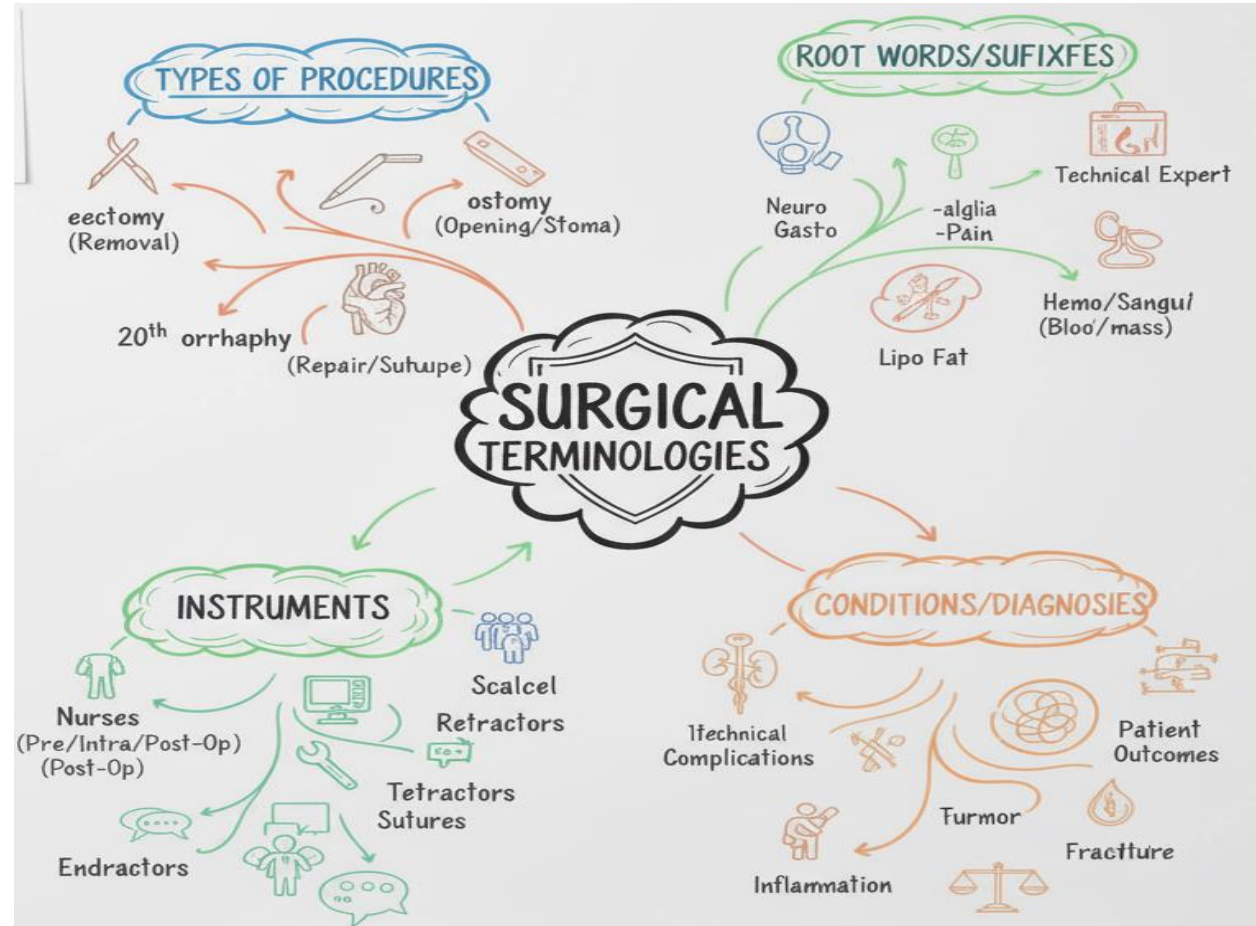 TYPES OF PROCEDURES
eectomy
(Removal)
ostomy
(Opening/Stoma)
20th orrhaphy
(Repair/Suhupe)
ROOT WORDS/SUFIXFES
Neuro
Gasto
-alglia
-Pain
Technical Expert
Hemo/Sangui
(Bloo'/mass)
Lipo Fat
SURGICAL
TERMINOLOGIES
INSTRUMENTS
Nurses
(Pre/Intra/Post-Op)
(Post-Op)
Scalcel
Retractors
Tetractors
Sutures
Endractors
CONDITIONS/DIAGNOSIES
1technical
Complications
Patient
Outcomes
Turmor
Fractture
Inflammation